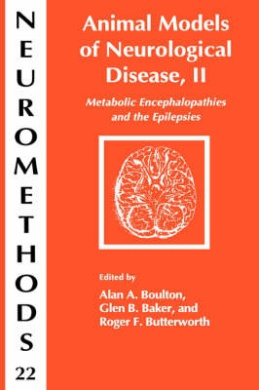 NEUROMETHODS
22
Animal Models
of Neurological
Disease, II
Metabolic Encephalopathies
and the Epilepsies
Edited by
Alan A. Boulton,
Glen B. Baker, and
Roger F. Butterworth